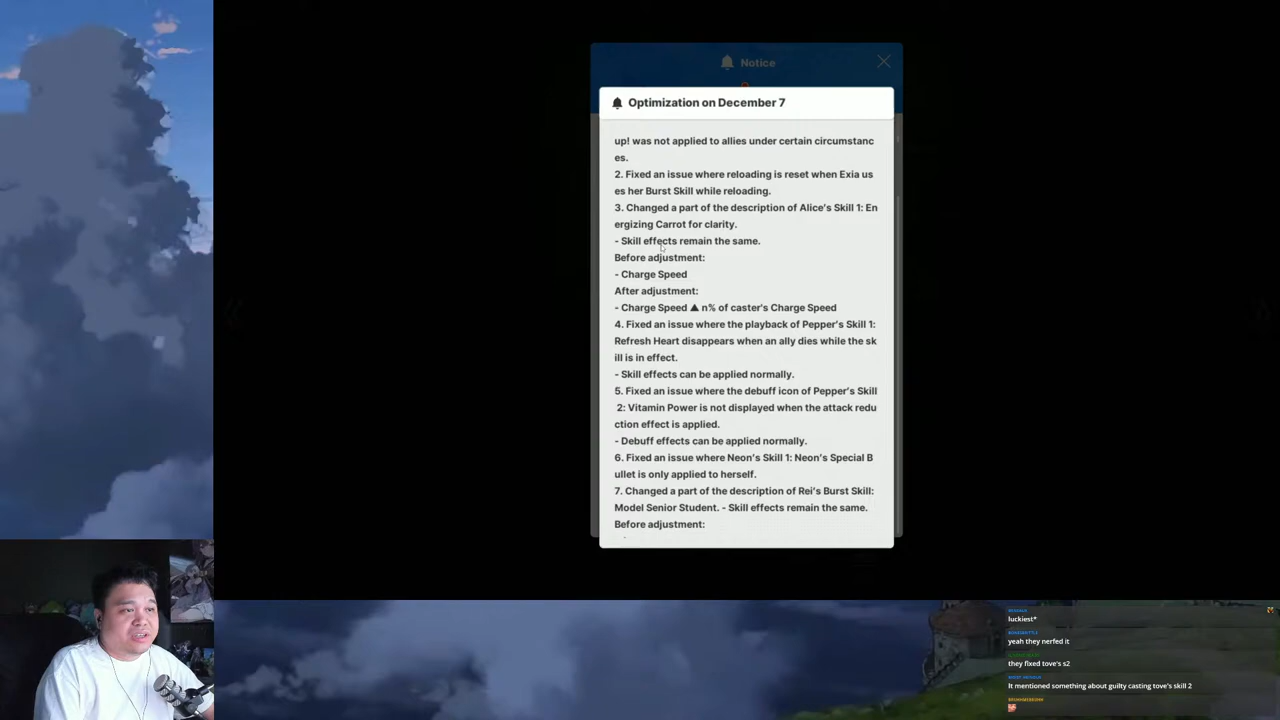 Notice
Optimization on December 7
up! was not applied to allies under certain circumstanc
es.
2. Fixed an issue where reloading is reset when Exia us
es her Burst Skill while reloading.
3. Changed a part of the description of Alice's Skill 1: En
ergizing Carrot for clarity.
- Skill effects remain the same.
Before adjustment:
- Charge Speed
After adjustment:
- Charge Speed ▲ n% of caster's Charge Speed
4. Fixed an issue where the playback of Pepper's Skill 1:
Refresh Heart disappears when an ally dies while the sk
ill is in effect.
- Skill effects can be applied normally.
5. Fixed an issue where the debuff icon of Pepper's Skill
2: Vitamin Power is not displayed when the attack redu
ction effect is applied.
- Debuff effects can be applied normally.
6. Fixed an issue where Neon's Skill 1: Neon's Special B
ullet is only applied to herself.
7. Changed a part of the description of Rei's Burst Skill:
Model Senior Student. - Skill effects remain the same.
Before adjustment:
luckiest*
yeah they nerfed it
they fixed tove's s2
It mentioned something about guilty casting tove's skill 2